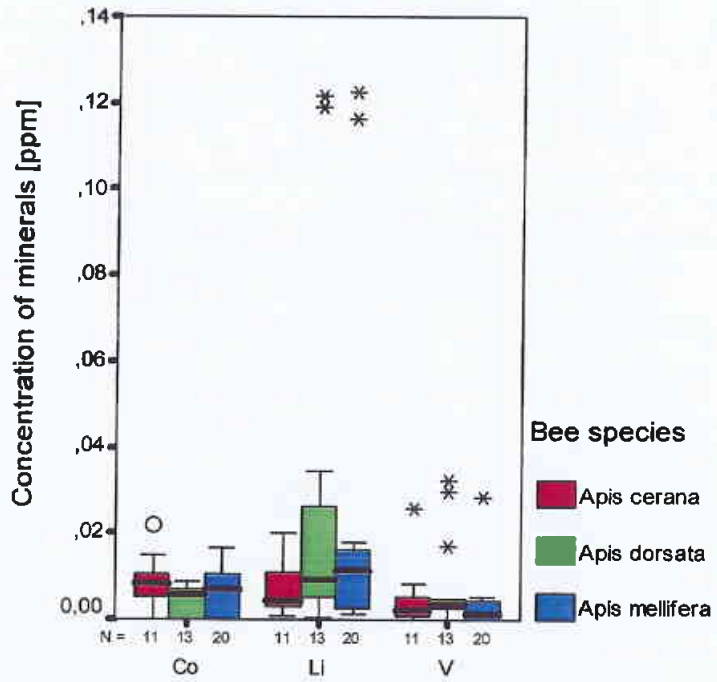 Concentration of minerals [ppm]
,14
,12
,10
,08
,06
,04
,02
0,00
N = 11 13 20 11 13 20 11 13 20
Co Li V
Bee species
Apis cerana
Apis dorsata
Apis mellifera